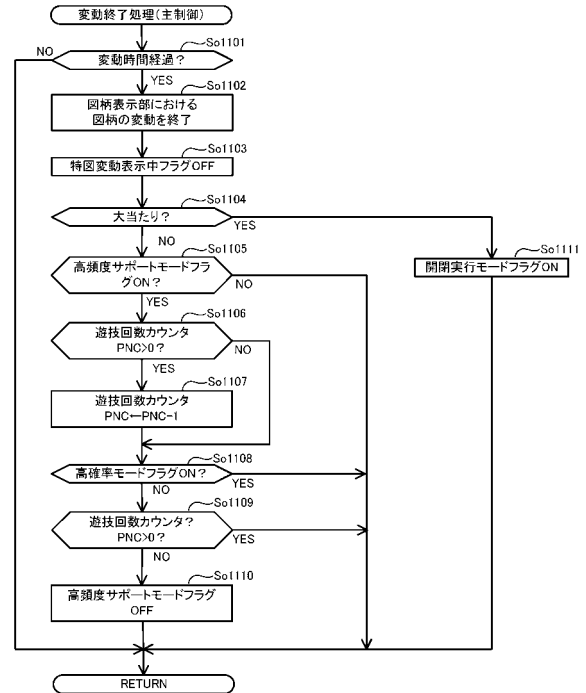 変動終了処理(主制御)
So1101
NO
変動時間経過?
YES
So1102
図柄表示部における
図柄の変動を終了
So1103
特図変動表示中フラグOFF
So1104
大当たり?
YES
NO
So1105
So1111
高頻度サポートモードフラ
グON?
NO
開閉実行モードフラグON
YES
So1106
遊技回数カウンタ
PNC>0?
NO
YES
So1107
遊技回数カウンタ
PNC←PNC-1
So1108
高確率モードフラグON?
YES
NO
So1109
遊技回数カウンタ?
PNC>0?
YES
NO
So1110
高頻度サポートモードフラグ
OFF
RETURN